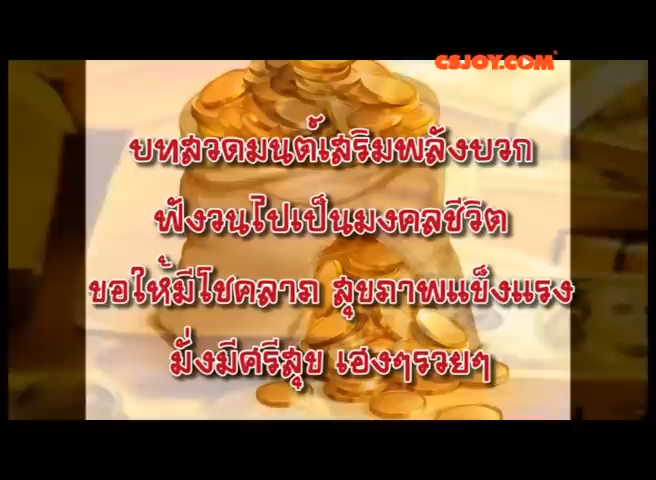 CSJOY.COM
บทสวดมนต์เสริมพลังบวก
ฟังวนไปเป็นมงคลชีวิต
ขอให้มีโชคลาภ สุขภาพแข็งแรง
มั่งมีศรีสุข เฮงๆรวยๆ